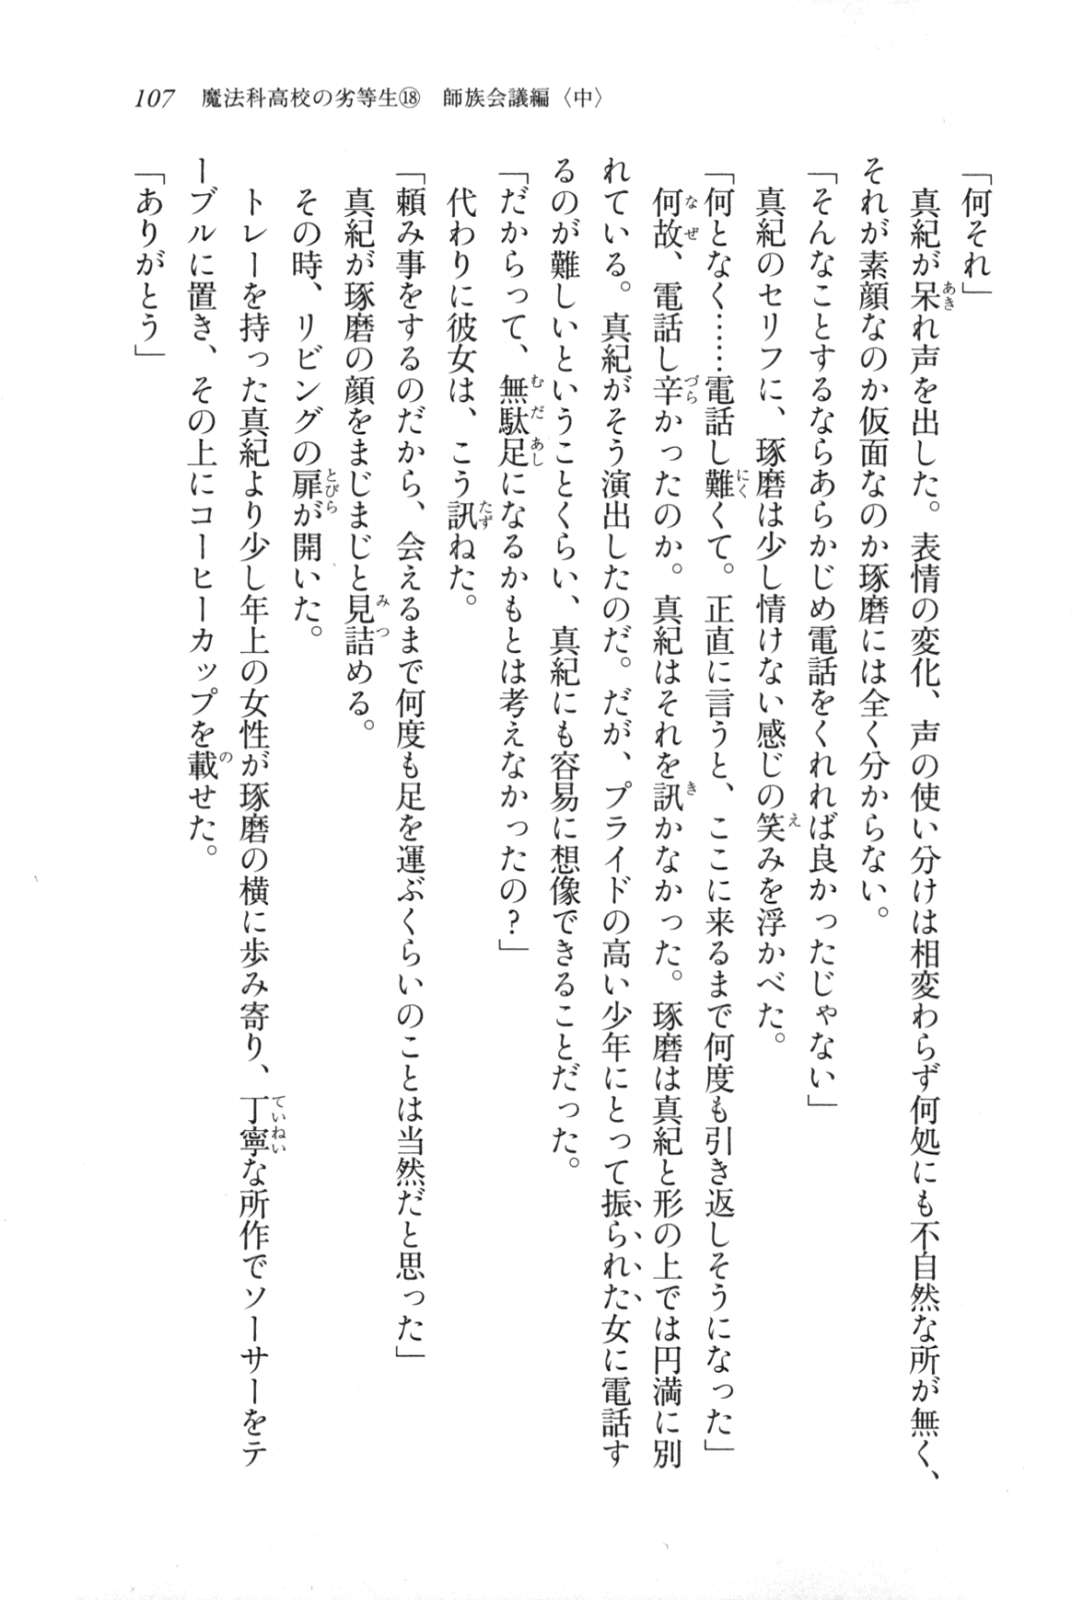 107　魔法科高校の劣等生⑱　師族会議編〈中〉
「何それ」
　真紀が呆れ声を出した。表情の変化、声の使い分けは相変わらず何処にも不自然な所が無く、
それが素顔なのか仮面なのか琢磨には全く分からない。
「そんなことするならあらかじめ電話をくれれば良かったじゃない」
　真紀のセリフに、琢磨は少し情けない感じの笑みを浮かべた。
「何となく……電話し難くて。正直に言うと、ここに来るまで何度も引き返しそうになった」
　何故、電話し辛かったのか。真紀はそれを訊かなかった。琢磨は真紀と形の上では円満に別
れている。真紀がそう演出したのだ。だが、プライドの高い少年にとって振られた女に電話す
るのが難しいということくらい、真紀にも容易に想像できることだった。
「だからって、無駄足になるかもとは考えなかったの？」
　代わりに彼女は、こう訊ねた。
「頼み事をするのだから、会えるまで何度も足を運ぶくらいのことは当然だと思った」
　真紀が琢磨の顔をまじまじと見詰める。
　その時、リビングの扉が開いた。
　トレーを持った真紀より少し年上の女性が琢磨の横に歩み寄り、丁寧な所作でソーサーをテ
ーブルに置き、その上にコーヒーカップを載せた。
「ありがとう」